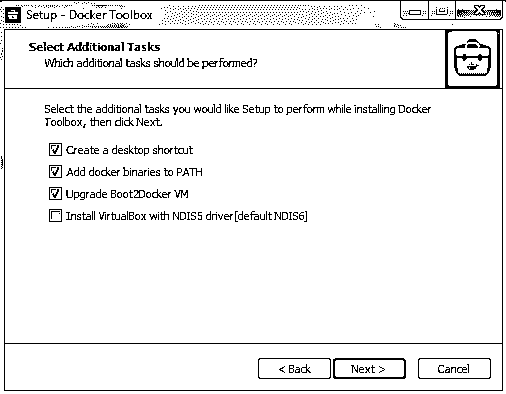 Setup - Docker Toolbox
Select Additional Tasks
Which additional tasks should be performed?
Select the additional tasks you would like Setup to perform while installing Docker
Toolbox, then click Next.
Create a desktop shortcut
Add docker binaries to PATH
Upgrade Boot2Docker VM
Install VirtualBox with NDIS5 driver[default NDIS6]
< Back
Next >
Cancel